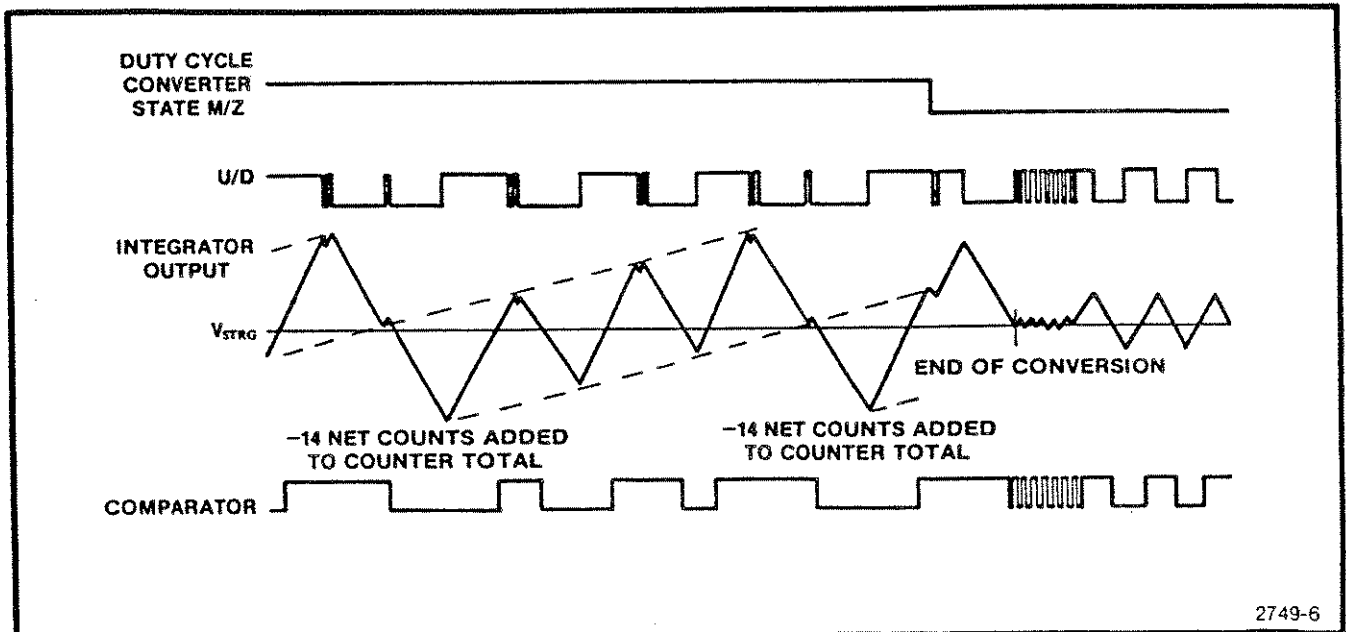 DUTY CYCLE
CONVERTER
STATE M/Z
U/D
INTEGRATOR
OUTPUT
VSTRG
END OF CONVERSION
−14 NET COUNTS ADDED
TO COUNTER TOTAL
−14 NET COUNTS ADDED
TO COUNTER TOTAL
COMPARATOR
2749-6